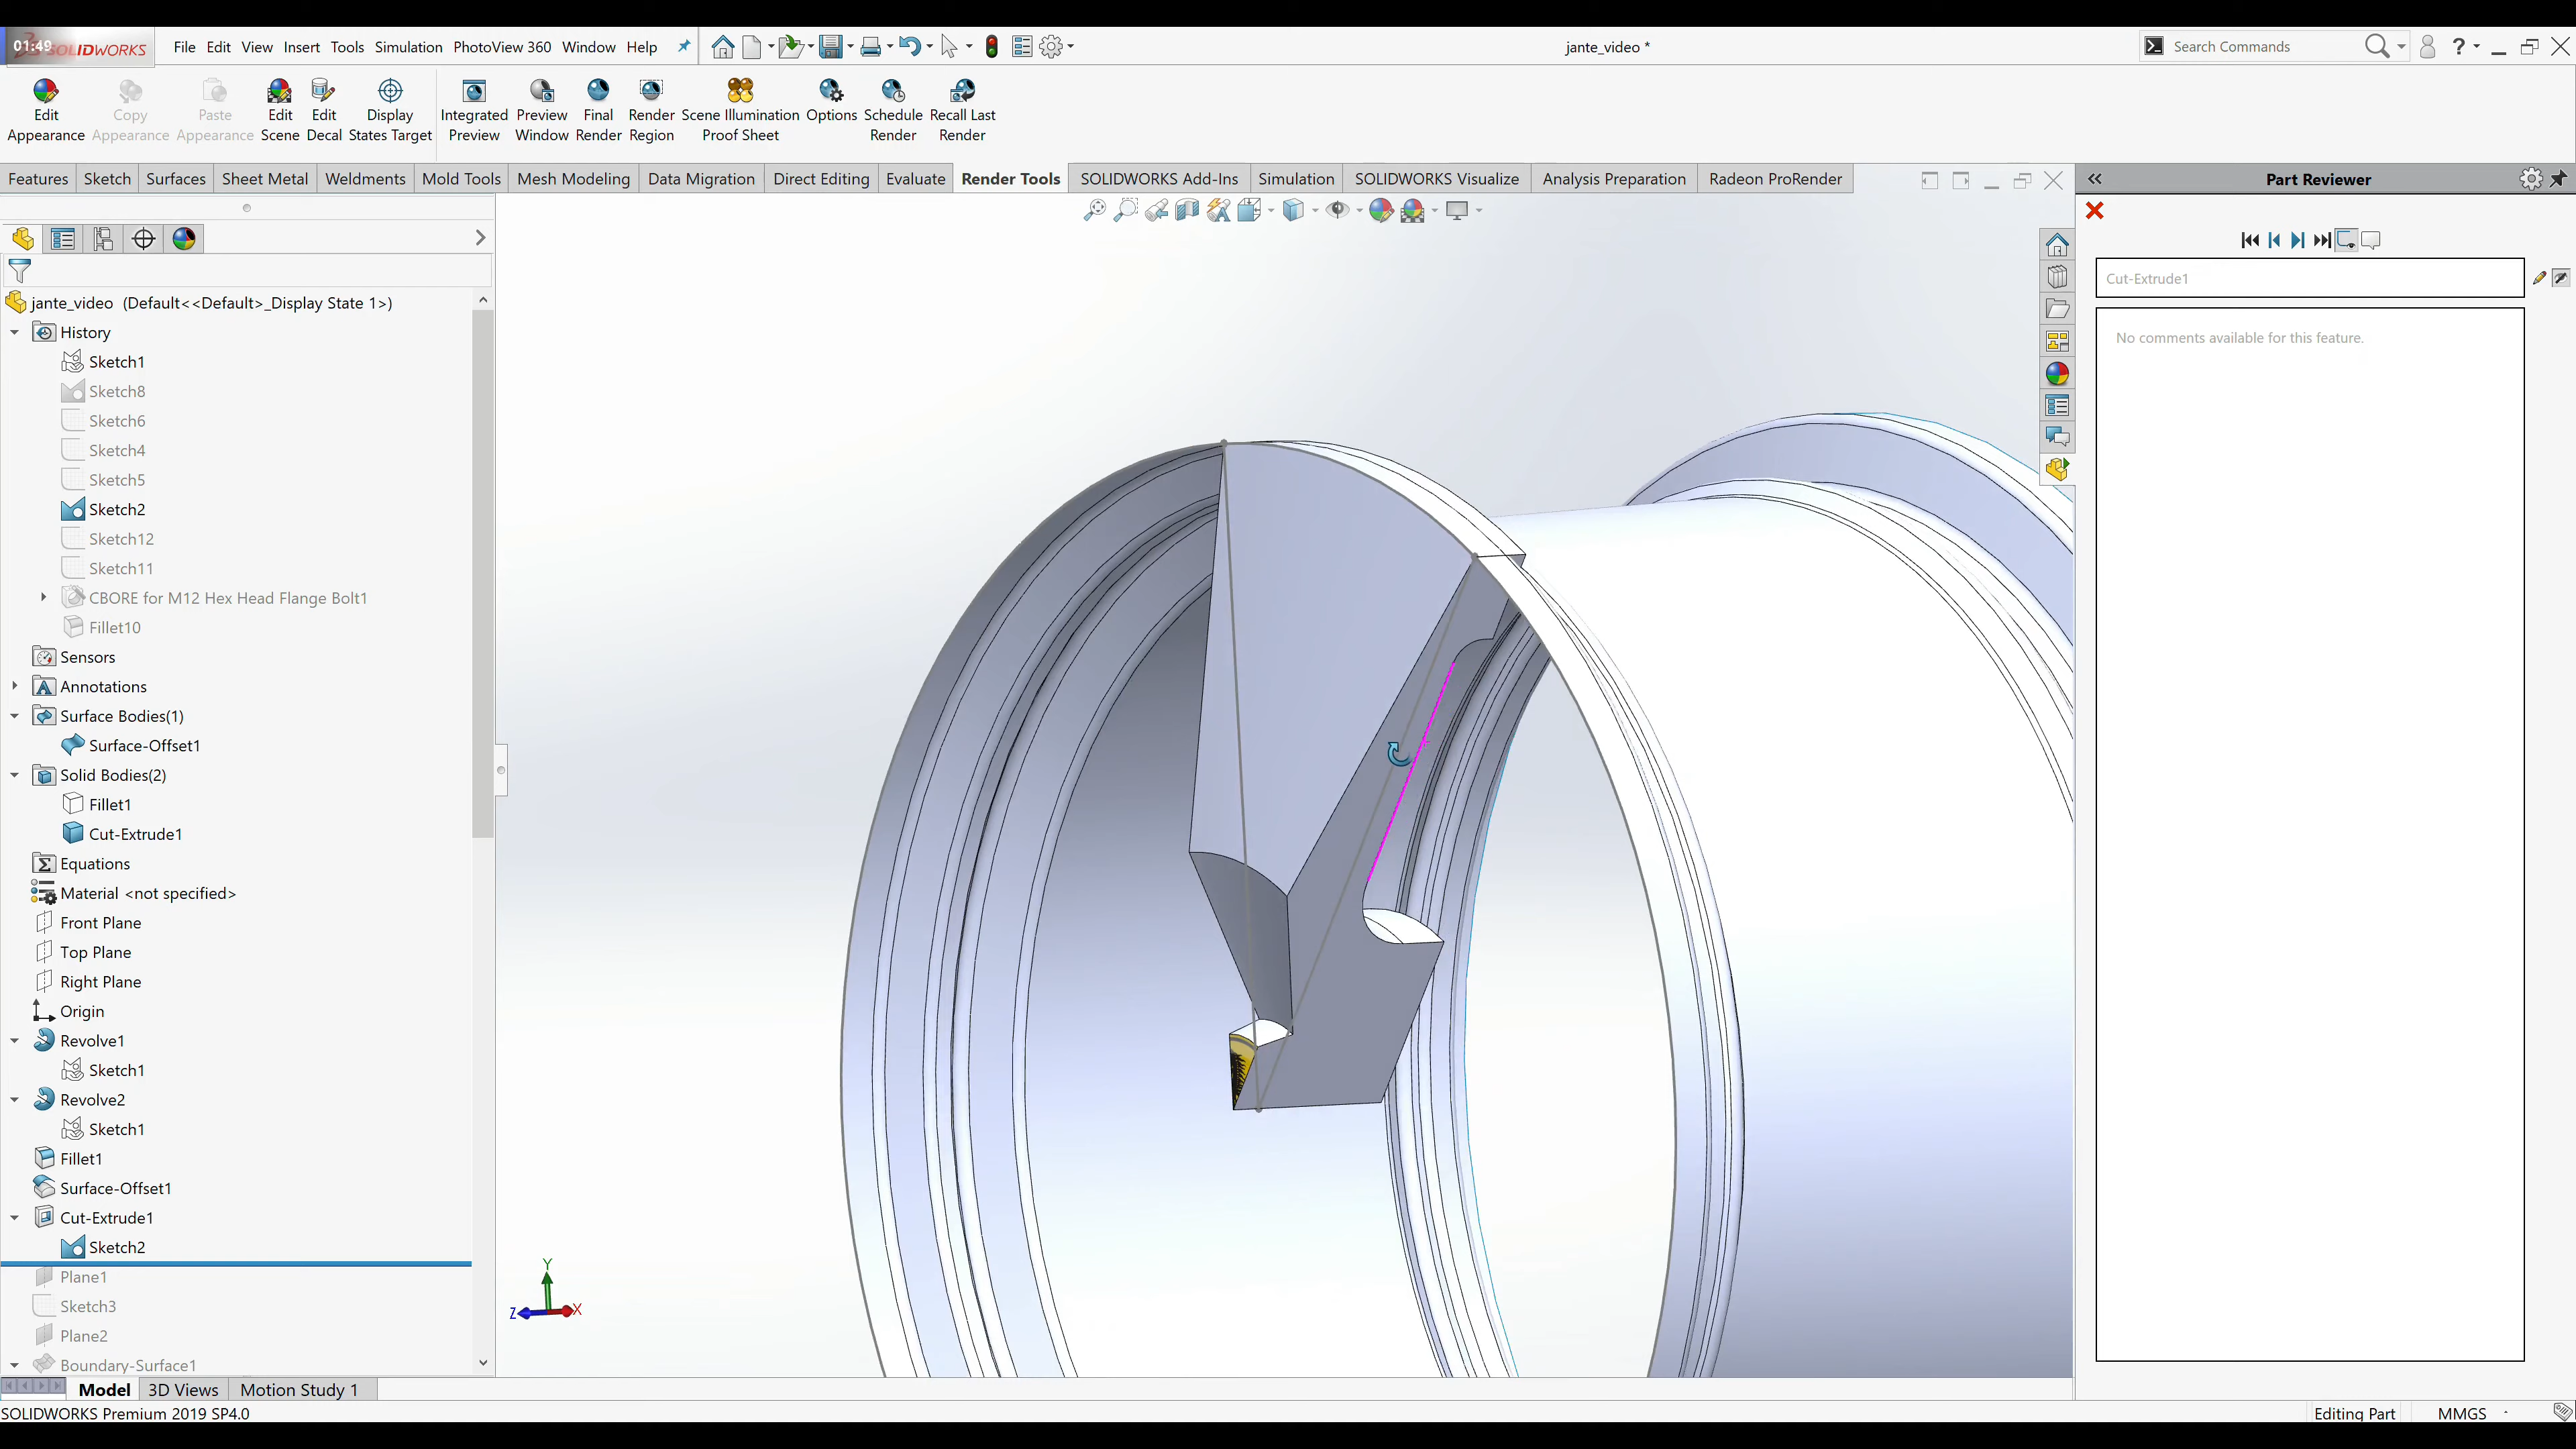 01:49 SOLIDWORKS
File Edit View Insert Tools Simulation PhotoView 360 Window Help
jante_video *
Search Commands
?
Edit Appearance
Copy Appearance
Paste Appearance
Edit Scene
Edit Decal
Display States Target
Integrated Preview
Preview Window
Final Render
Render Region
Scene Illumination Proof Sheet
Options
Schedule Render
Recall Last Render
Features Sketch Surfaces Sheet Metal Weldments Mold Tools Mesh Modeling Data Migration Direct Editing Evaluate Render Tools SOLIDWORKS Add-Ins Simulation SOLIDWORKS Visualize Analysis Preparation Radeon ProRender
Part Reviewer
Cut-Extrude1
No comments available for this feature.
jante_video (Default<<Default>_Display State 1>)
History
Sketch1
Sketch8
Sketch6
Sketch4
Sketch5
Sketch2
Sketch12
Sketch11
CBORE for M12 Hex Head Flange Bolt1
Fillet10
Sensors
Annotations
Surface Bodies(1)
Surface-Offset1
Solid Bodies(2)
Fillet1
Cut-Extrude1
Equations
Material <not specified>
Front Plane
Top Plane
Right Plane
Origin
Revolve1
Sketch1
Revolve2
Sketch1
Fillet1
Surface-Offset1
Cut-Extrude1
Sketch2
Plane1
Sketch3
Plane2
Boundary-Surface1
Y
Z X
Model 3D Views Motion Study 1
SOLIDWORKS Premium 2019 SP4.0
Editing Part MMGS -